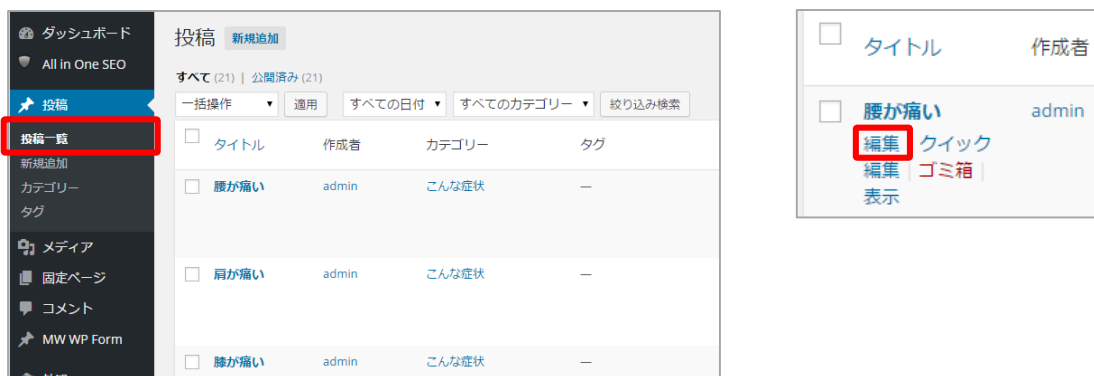 ダッシュボード
All in One SEO
投稿
投稿一覧
新規追加
カテゴリー
タグ
メディア
固定ページ
コメント
MW WP Form
投稿 新規追加
すべて (21) | 公開済み (21)
一括操作 ▼ 適用 すべての日付 ▼ すべてのカテゴリー ▼ 絞り込み検索
タイトル 作成者 カテゴリー タグ
腰が痛い admin こんな症状 —
肩が痛い admin こんな症状 —
膝が痛い admin こんな症状 —
タイトル 作成者
腰が痛い admin
編集 クイック
編集 | ゴミ箱 |
表示